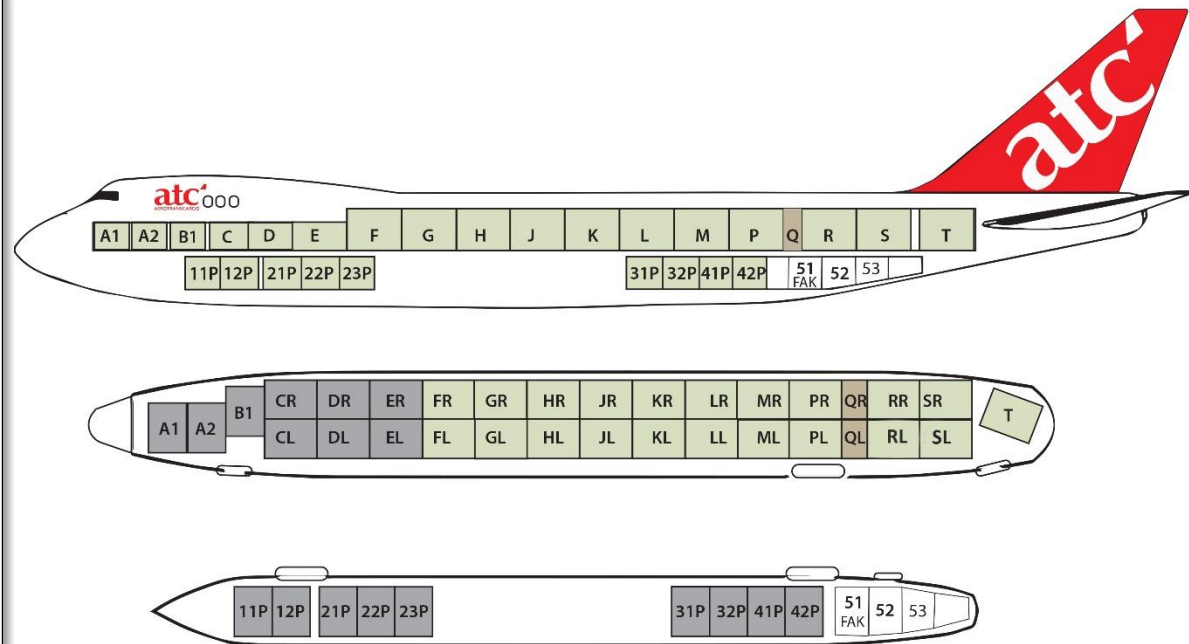 atc
atc
AEROTRANSCARGO
000
A1 A2 B1 C D E F G H J K L M P Q R S T
11P 12P 21P 22P 23P 31P 32P 41P 42P 51 52 53
FAK
A1 A2 B1 CR DR ER FR GR HR JR KR LR MR PR QR RR SR T
CL DL EL FL GL HL JL KL LL ML PL QL RL SL
11P 12P 21P 22P 23P 31P 32P 41P 42P 51 52 53
FAK